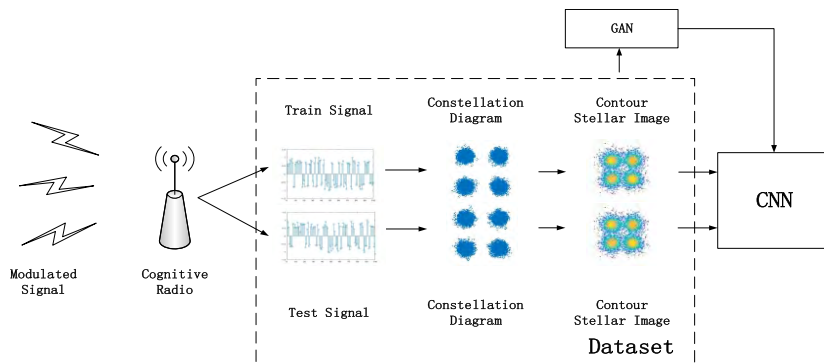 GAN
Train Signal
Constellation
Diagram
Contour
Stellar Image
CNN
Modulated
Signal
Cognitive
Radio
Test Signal
Constellation
Diagram
Contour
Stellar Image
Dataset